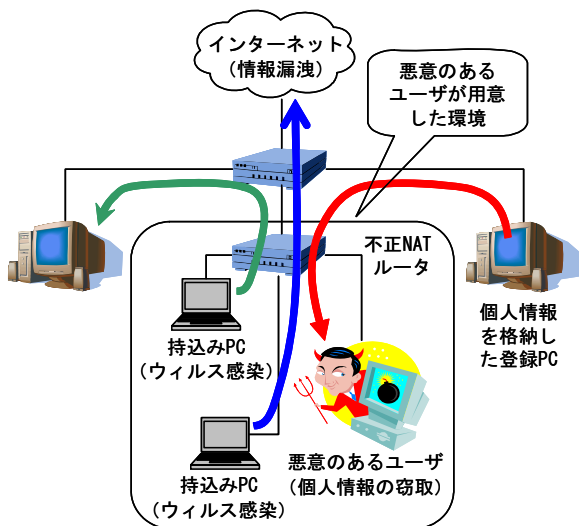 インターネット
（情報漏洩）
悪意のある
ユーザが用意
した環境
不正NAT
ルータ
持込みPC
（ウィルス感染）
個人情報
を格納し
た登録PC
持込みPC
（ウィルス感染）
悪意のあるユーザ
（個人情報の窃取）